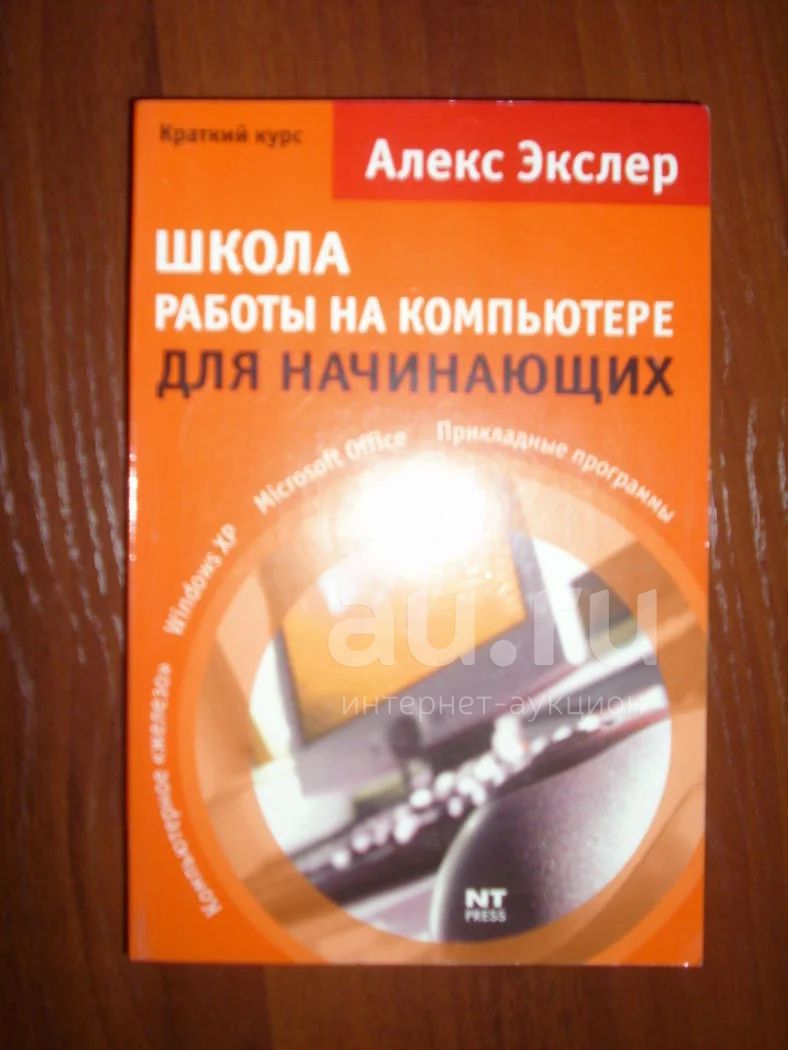 Краткий курс
Алекс Экслер
ШКОЛА
РАБОТЫ НА КОМПЬЮТЕРЕ
ДЛЯ НАЧИНАЮЩИХ
Компьютерное «железо» Windows XP Microsoft Office Прикладные программы
au.ru
интернет-аукцион
NT
PRESS